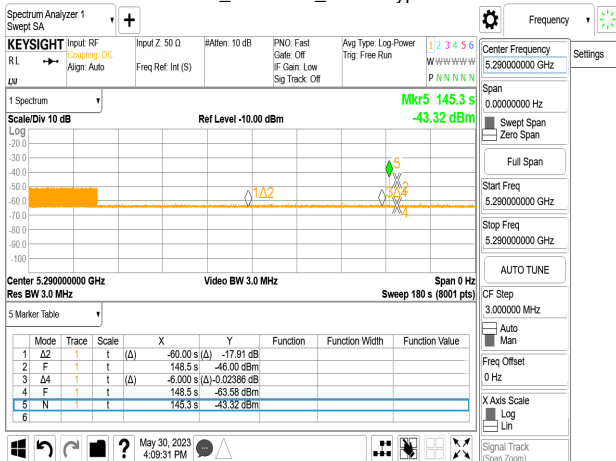 Spectrum Analyzer 1
Swept SA
Frequency
KEYSIGHT
RL
Input: RF
Coupling: DC
Align: Auto
Input Z: 50 Ω
Freq Ref: Int (S)
#Atten: 10 dB
PNO: Fast
Gate: Off
IF Gain: Low
Sig Track: Off
Avg Type: Log-Power
Trig: Free Run
1 2 3 4 5 6
W W W W W W
P N N N N N
Center Frequency
5.290000000 GHz
Settings
Span
0.00000000 Hz
Swept Span
Zero Span
Full Span
Start Freq
5.290000000 GHz
Stop Freq
5.290000000 GHz
AUTO TUNE
CF Step
3.000000 MHz
Auto
Man
Freq Offset
0 Hz
X Axis Scale
Log
Lin
Signal Track
(Span Zoom)
1 Spectrum
Mkr5 145.3 s
-43.32 dBm
Scale/Div 10 dB
Ref Level -10.00 dBm
Log
-20.0
-30.0
-40.0
-50.0
-60.0
-70.0
-80.0
-90.0
-100
5
1Δ2
3Δ4
2
4
Center 5.290000000 GHz
Res BW 3.0 MHz
Video BW 3.0 MHz
Span 0 Hz
Sweep 180 s (8001 pts)
5 Marker Table
Mode Trace Scale X Y Function Function Width Function Value
1 Δ2 1 t (Δ) -60.00 s (Δ) -17.91 dB
2 F 1 t 148.5 s -46.00 dBm
3 Δ4 1 t (Δ) -6.000 s (Δ) -0.02386 dB
4 F 1 t 148.5 s -63.58 dBm
5 N 1 t 145.3 s -43.32 dBm
6
May 30, 2023
4:09:31 PM